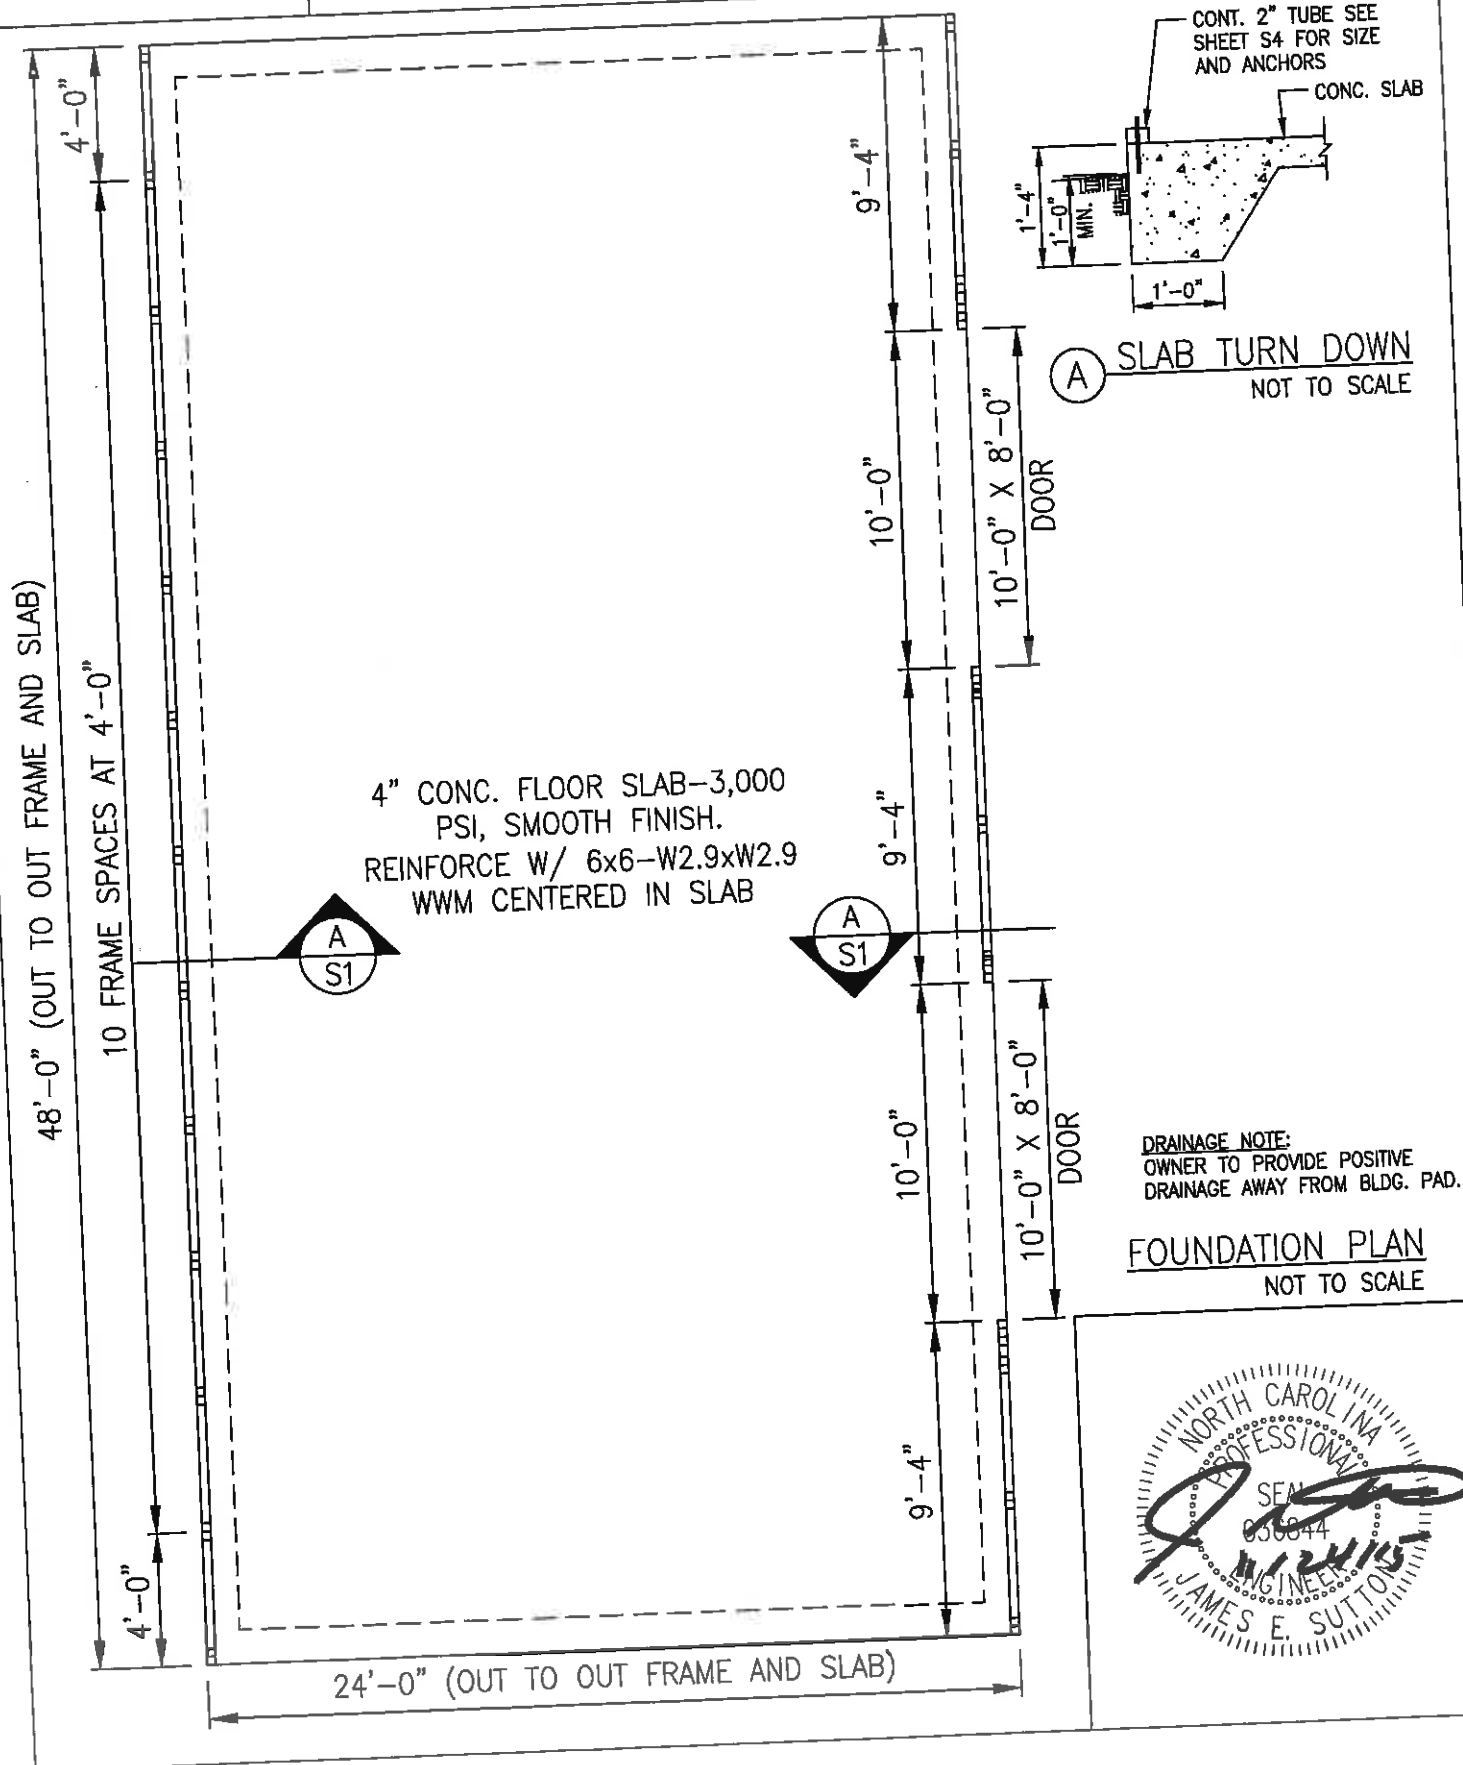 CONT. 2" TUBE SEE
SHEET S4 FOR SIZE
AND ANCHORS
CONC. SLAB
1'-4"
1'-0"
MIN.
1'-0"
A
SLAB TURN DOWN
NOT TO SCALE
4'-0"
48'-0" (OUT TO OUT FRAME AND SLAB)
10 FRAME SPACES AT 4'-0"
4'-0"
9'-4"
10'-0"
10'-0" X 8'-0"
DOOR
9'-4"
4" CONC. FLOOR SLAB-3,000
PSI, SMOOTH FINISH.
REINFORCE W/ 6x6-W2.9xW2.9
WWM CENTERED IN SLAB
A
S1
A
S1
10'-0"
10'-0" X 8'-0"
DOOR
9'-4"
24'-0" (OUT TO OUT FRAME AND SLAB)
DRAINAGE NOTE:
OWNER TO PROVIDE POSITIVE
DRAINAGE AWAY FROM BLDG. PAD.
FOUNDATION PLAN
NOT TO SCALE
NORTH CAROLINA
PROFESSIONAL
SEAL
11/24/15
ENGINEER
JAMES E. SUTTON